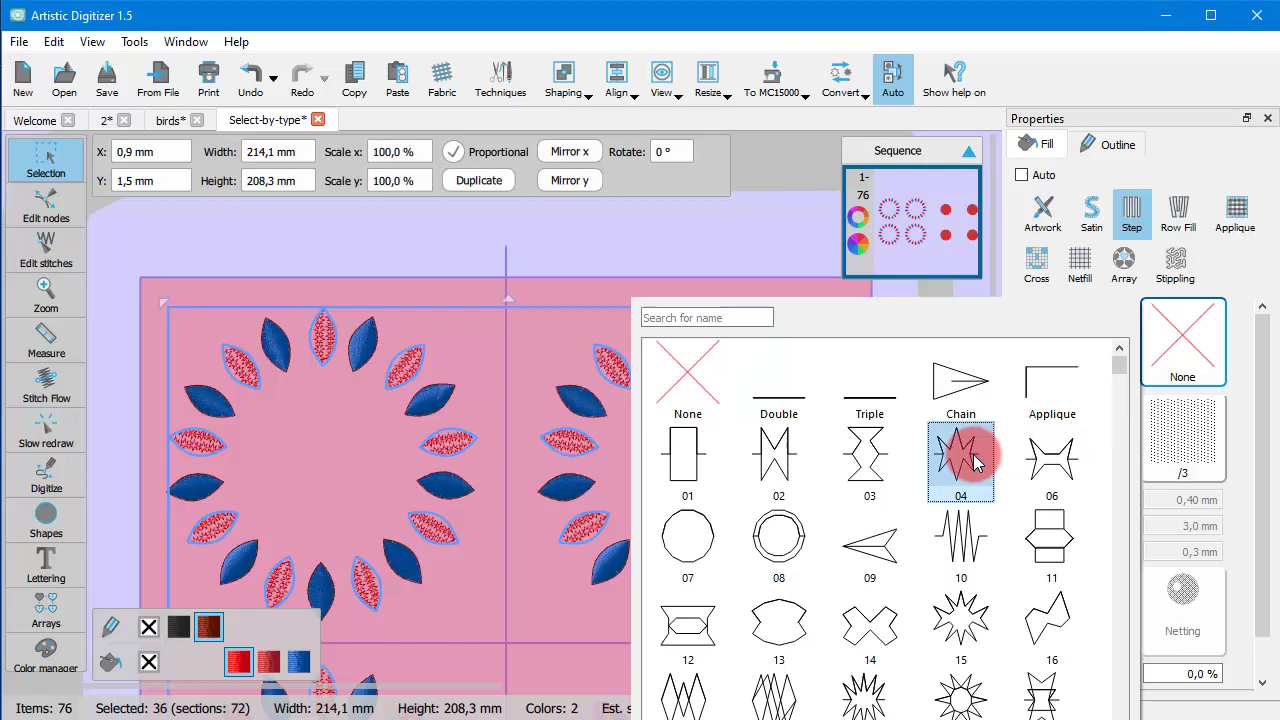 Artistic Digitizer 1.5
File Edit View Tools Window Help
New Open Save From File Print Undo Redo Copy Paste Fabric Techniques Shaping Align View Resize To MC15000 Convert Auto Show help on
Welcome 2* birds* Select-by-type*
Properties
X: 0,9 mm Width: 214,1 mm Scale x: 100,0 % Proportional Mirror x Rotate: 0 °
Y: 1,5 mm Height: 208,3 mm Scale y: 100,0 % Duplicate Mirror y
Sequence
1-
76
Fill Outline
Auto
Artwork Satin Step Row Fill Applique
Cross Netfill Array Stippling
Selection
Edit nodes
Edit stitches
Zoom
Measure
Stitch Flow
Slow redraw
Digitize
Shapes
Lettering
Arrays
Color manager
Search for name
None Double Triple Chain Applique
01 02 03 04 06
07 08 09 10 11
12 13 14 15 16
None
/3
0,40 mm
3,0 mm
0,3 mm
Netting
0,0 %
Items: 76 Selected: 36 (sections: 72) Width: 214,1 mm Height: 208,3 mm Colors: 2 Est. s